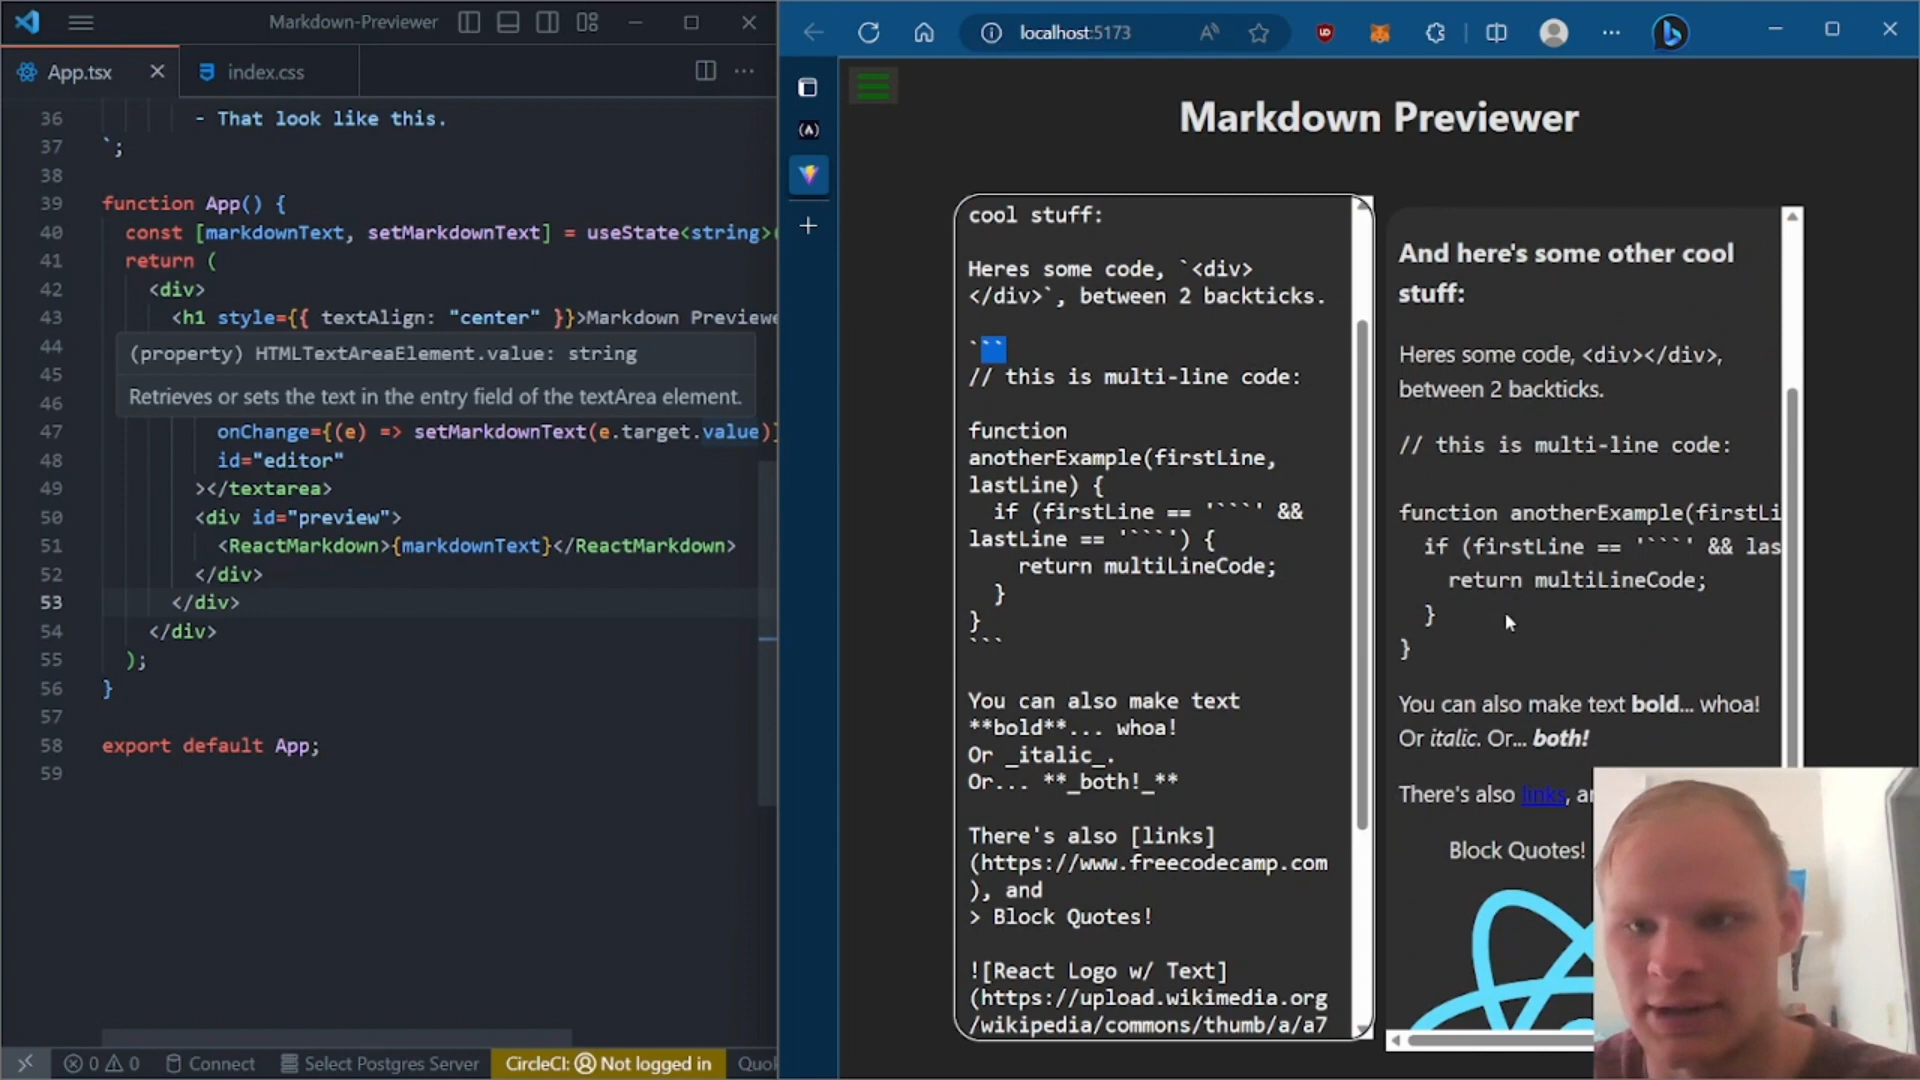 Markdown-Previewer
App.tsx
index.css
36 - That look like this.
37 `;
38
39 function App() {
40 const [markdownText, setMarkdownText] = useState<string>(
41 return (
42 <div>
43 <h1 style={{ textAlign: "center" }}>Markdown Previewe
44
(property) HTMLTextAreaElement.value: string
45
Retrieves or sets the text in the entry field of the textArea element.
46
47 onChange={(e) => setMarkdownText(e.target.value)}
48 id="editor"
49 ></textarea>
50 <div id="preview">
51 <ReactMarkdown>{markdownText}</ReactMarkdown>
52 </div>
53 </div>
54 </div>
55 );
56 }
57
58 export default App;
59
0 0 Connect Select Postgres Server CircleCI: Not logged in Quok
localhost:5173
Markdown Previewer
cool stuff:
Heres some code, `<div>
</div>`, between 2 backticks.
```
// this is multi-line code:
function
anotherExample(firstLine,
lastLine) {
if (firstLine == '```' &&
lastLine == '```') {
return multiLineCode;
}
}
```
You can also make text
**bold**... whoa!
Or _italic_.
Or... **_both!_**
There's also [links]
(https://www.freecodecamp.com
), and
> Block Quotes!
![React Logo w/ Text]
(https://upload.wikimedia.org
/wikipedia/commons/thumb/a/a7
And here's some other cool
stuff:
Heres some code, <div></div>,
between 2 backticks.
// this is multi-line code:
function anotherExample(firstLi
if (firstLine == '```' && las
return multiLineCode;
}
}
You can also make text bold... whoa!
Or italic. Or... both!
There's also links, an
Block Quotes!